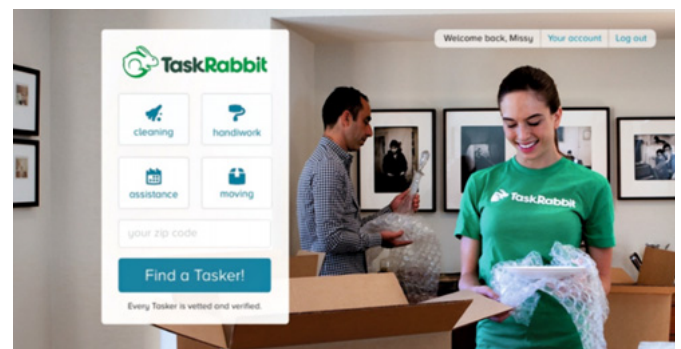 Welcome back, Missy Your account Log out
TaskRabbit
cleaning handiwork
assistance moving
your zip code
Find a Tasker!
Every Tasker is vetted and verified.
TaskRabbit